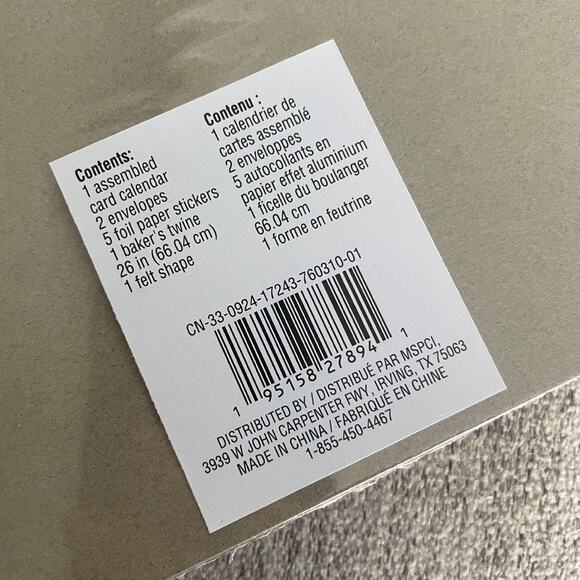 Contents:
1 assembled
card calendar
2 envelopes
5 foil paper stickers
1 baker's twine
26 in (66.04 cm)
1 felt shape
Contenu :
1 calendrier de
cartes assemblé
2 enveloppes
5 autocollants en
papier effet aluminium
1 ficelle du boulanger
66.04 cm
1 forme en feutrine
CN-33-0924-17243-760310-01
1 95158 27894 1
DISTRIBUTED BY / DISTRIBUÉ PAR MSPCI,
3939 W JOHN CARPENTER FWY, IRVING, TX 75063
MADE IN CHINA / FABRIQUÉ EN CHINE
1-855-450-4467